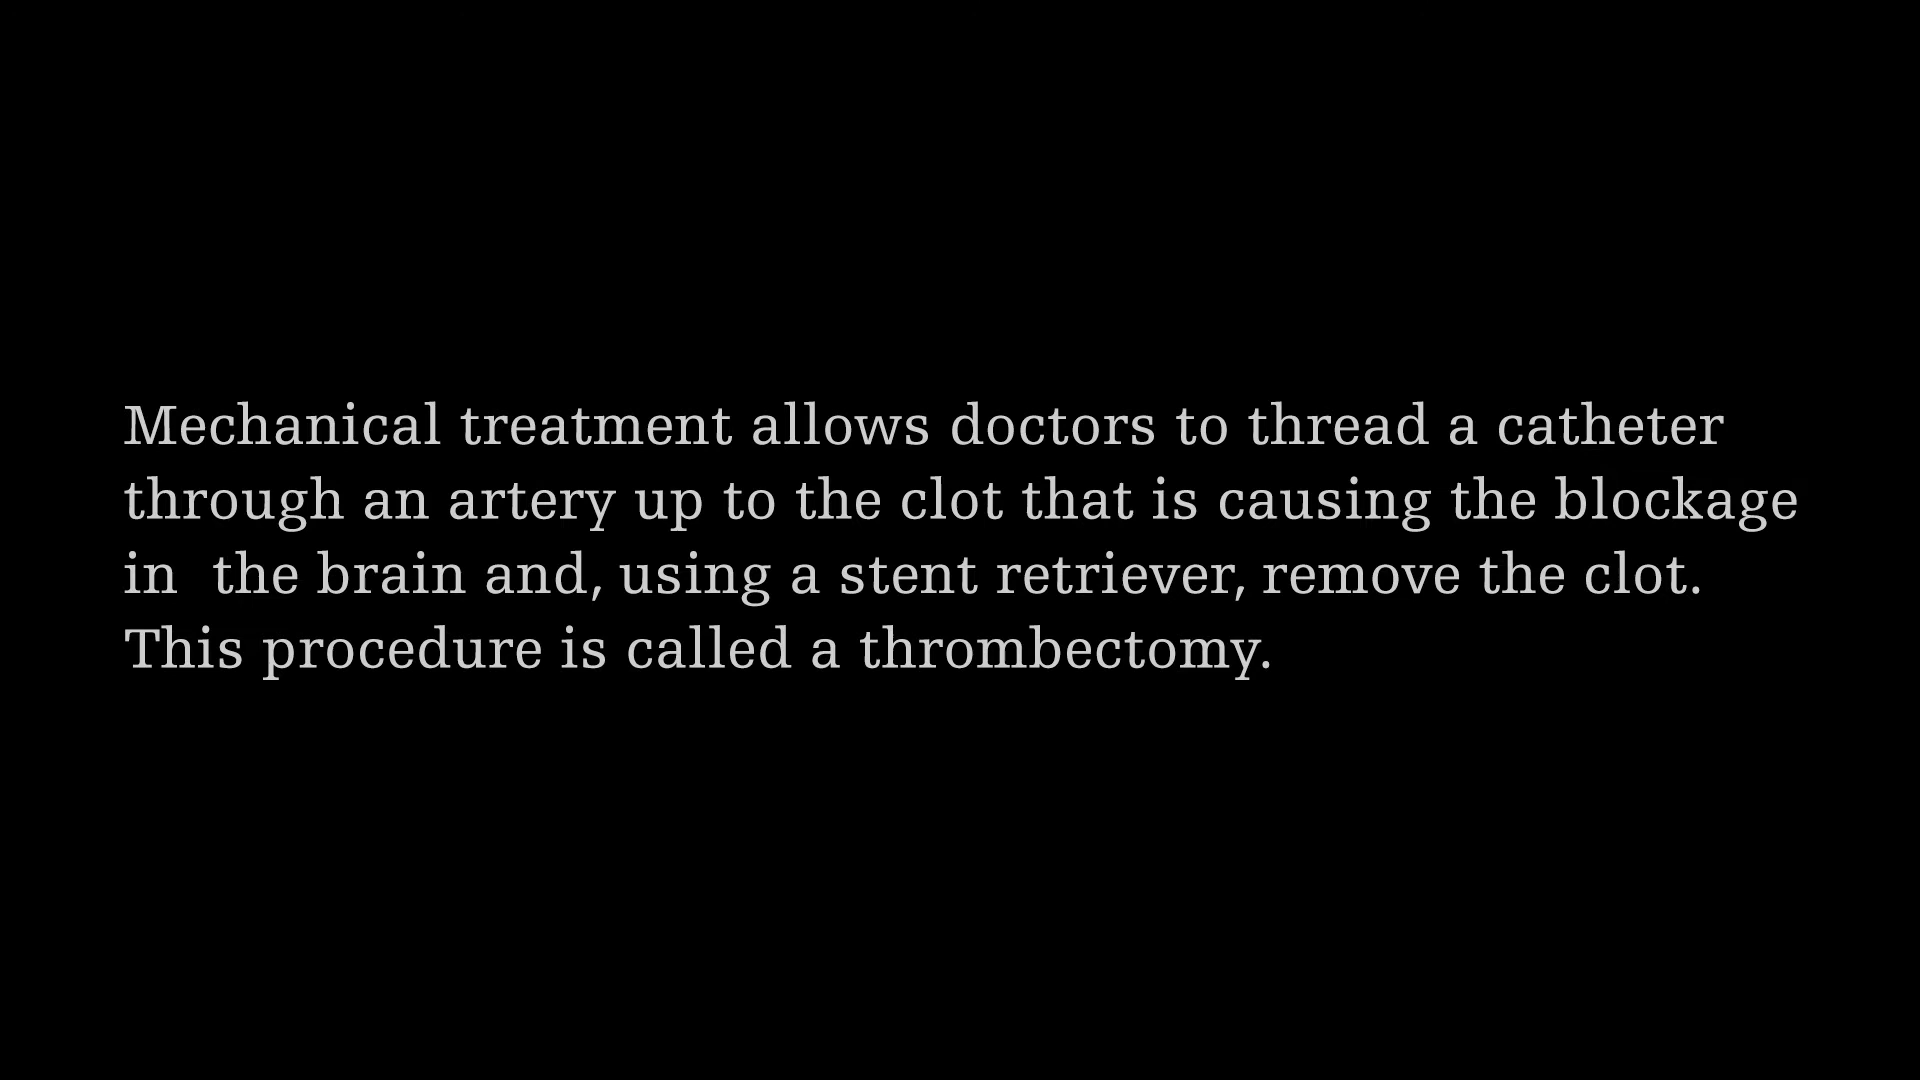 Mechanical treatment allows doctors to thread a catheter
through an artery up to the clot that is causing the blockage
in  the brain and, using a stent retriever, remove the clot.
This procedure is called a thrombectomy.